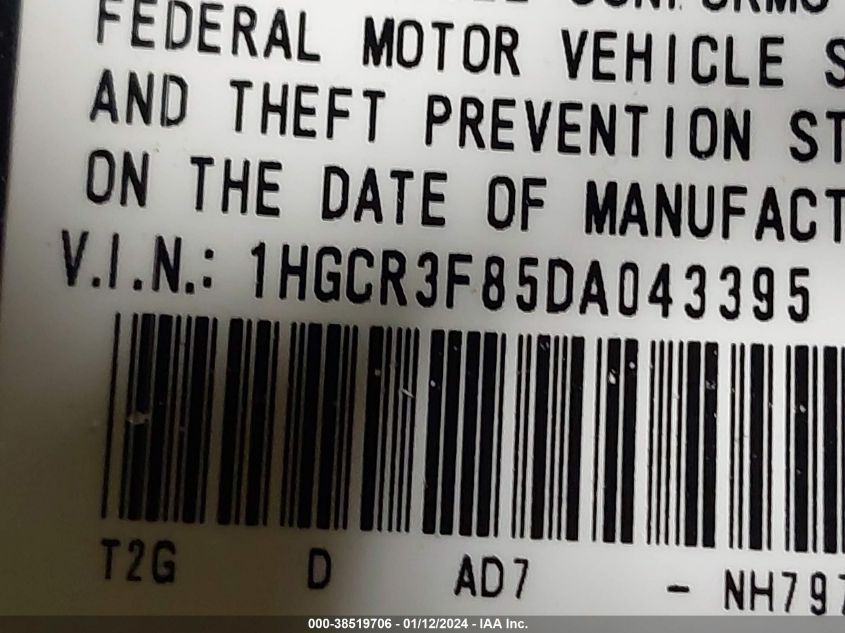 FEDERAL MOTOR VEHICLE S
AND THEFT PREVENTION ST
ON THE DATE OF MANUFACT
V.I.N.: 1HGCR3F85DA043395
T2G D AD7 - NH797
000-38519706 - 01/12/2024 - IAA Inc.